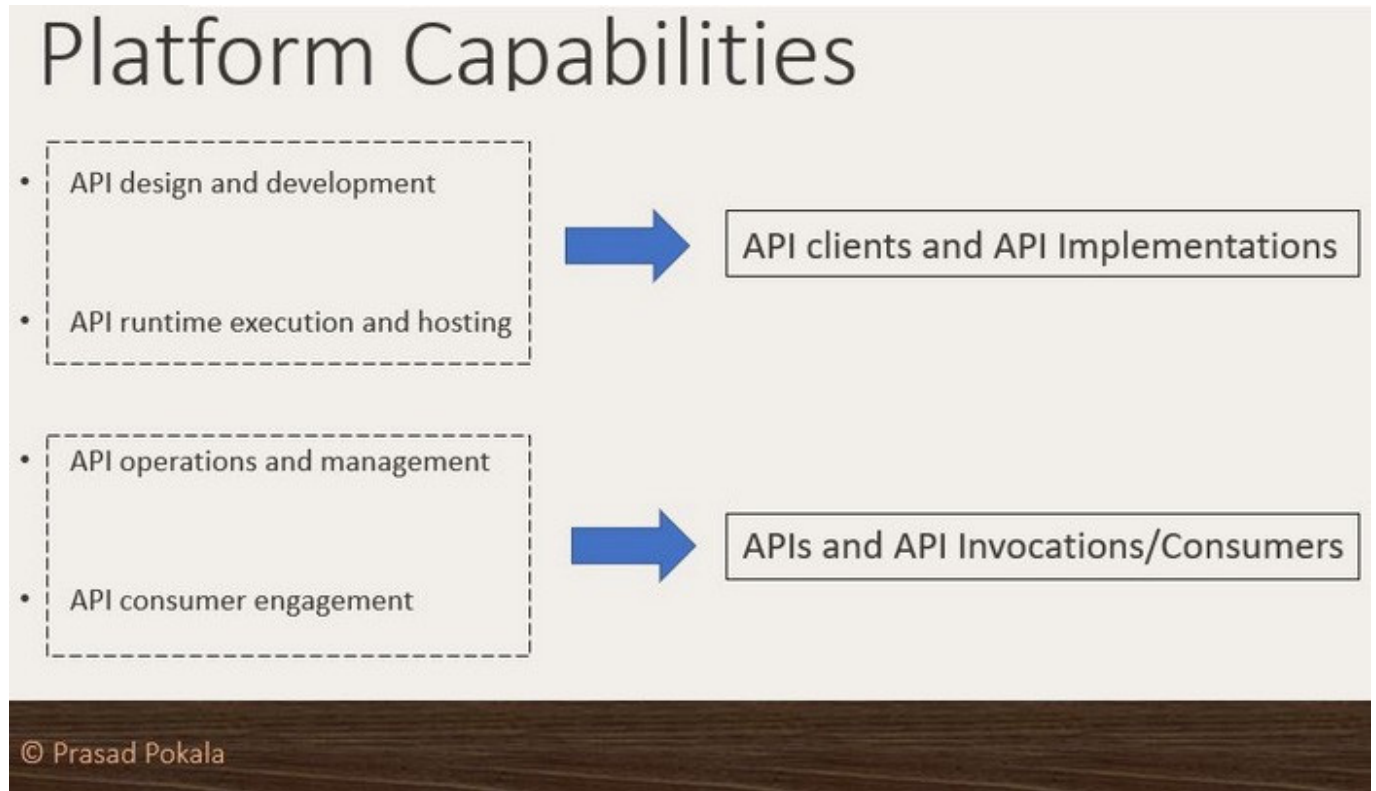 Platform Capabilities
• API design and development
API clients and API Implementations
• API runtime execution and hosting
• API operations and management
APIs and API Invocations/Consumers
• API consumer engagement
© Prasad Pokala